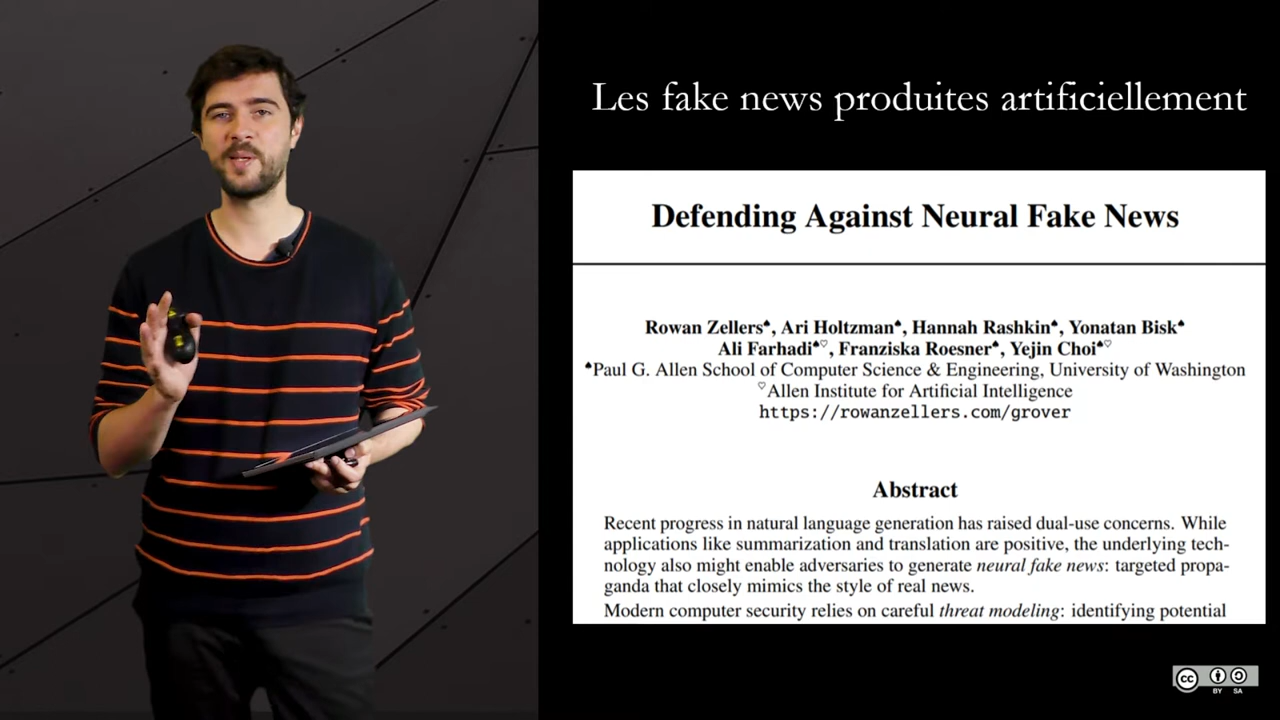 Les fake news produites artificiellement
Defending Against Neural Fake News
Rowan Zellers♠, Ari Holtzman♠, Hannah Rashkin♠, Yonatan Bisk♠
Ali Farhadi♠♡, Franziska Roesner♠, Yejin Choi♠♡
♠Paul G. Allen School of Computer Science & Engineering, University of Washington
♡Allen Institute for Artificial Intelligence
https://rowanzellers.com/grover
Abstract
Recent progress in natural language generation has raised dual-use concerns. While
applications like summarization and translation are positive, the underlying tech-
nology also might enable adversaries to generate neural fake news: targeted propa-
ganda that closely mimics the style of real news.
Modern computer security relies on careful threat modeling: identifying potential
cc
BY SA